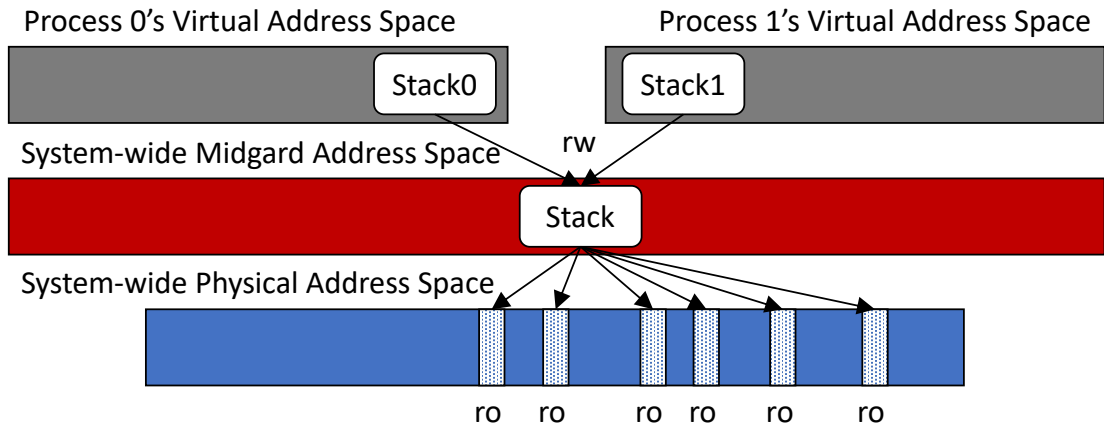 Process 0's Virtual Address Space
Process 1's Virtual Address Space
Stack0
Stack1
rw
System-wide Midgard Address Space
Stack
System-wide Physical Address Space
ro ro ro ro ro ro